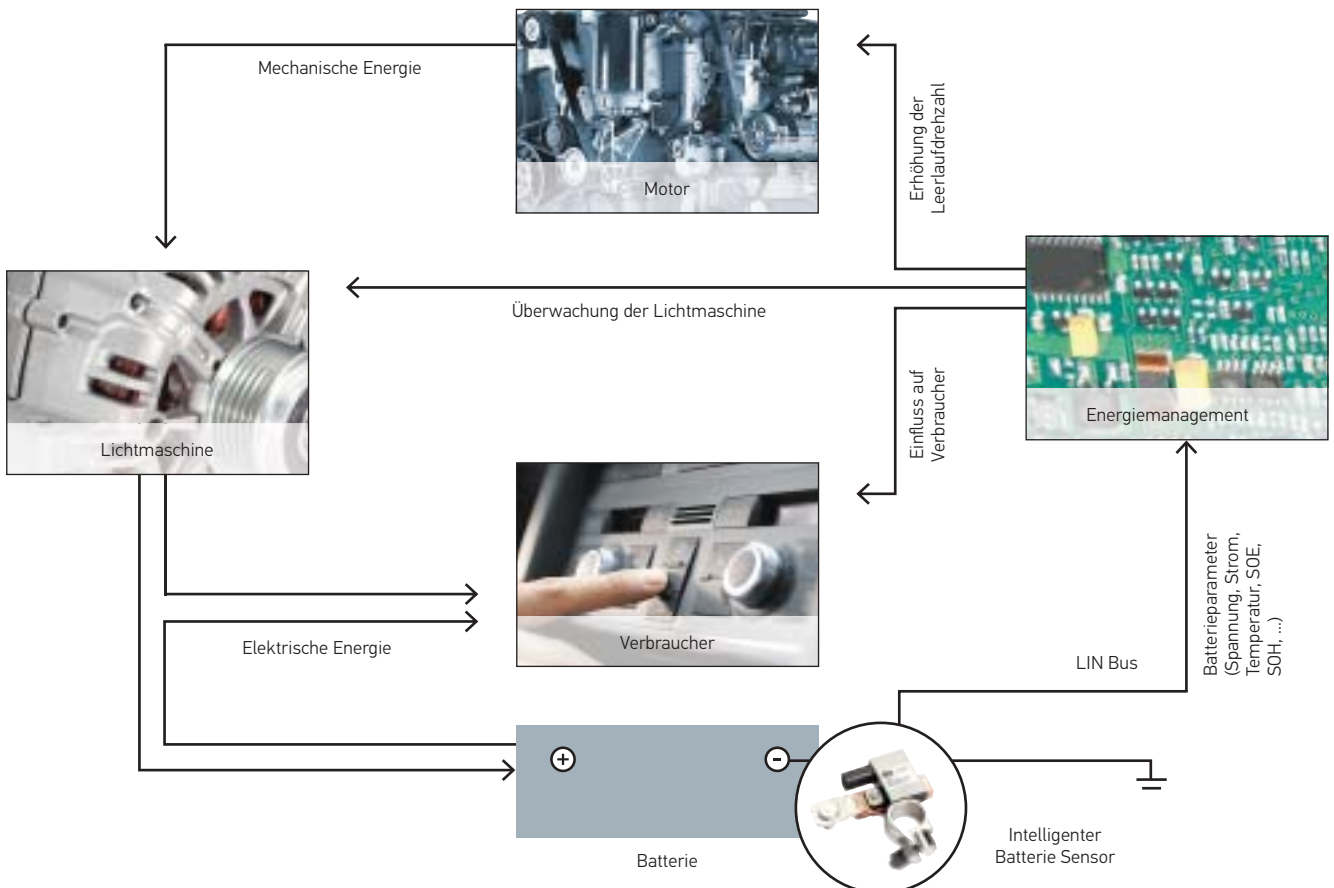 Mechanische Energie
Motor
Erhöhung der
Leerlaufdrehzahl
Überwachung der Lichtmaschine
Lichtmaschine
Einfluss auf
Verbraucher
Energiemanagement
Elektrische Energie
Verbraucher
LIN Bus
Batterieparameter
(Spannung, Strom,
Temperatur, SOE,
SOH, ...)
+
-
Batterie
Intelligenter
Batterie Sensor